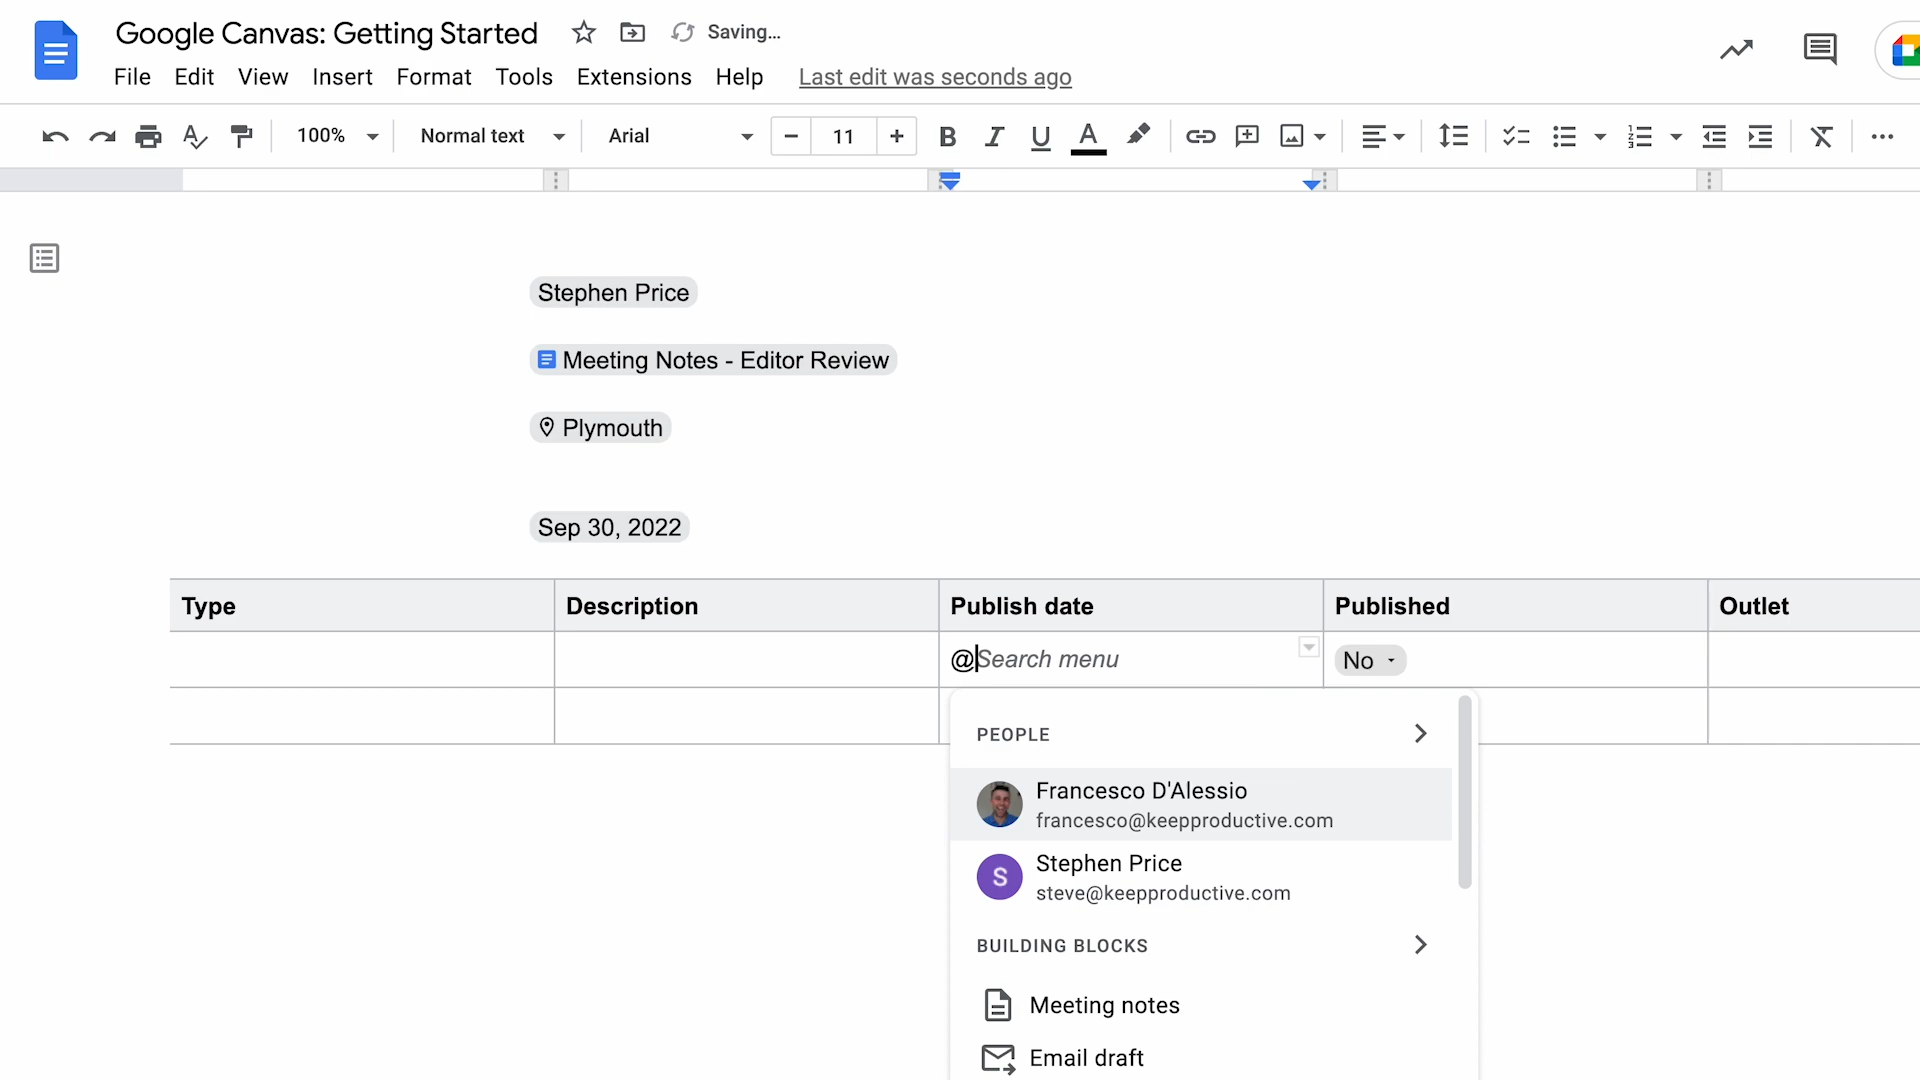 Google Canvas: Getting Started Saving...
File Edit View Insert Format Tools Extensions Help Last edit was seconds ago
100% Normal text Arial 11
Stephen Price
Meeting Notes - Editor Review
Plymouth
Sep 30, 2022
Type Description Publish date Published Outlet
@Search menu No
PEOPLE
Francesco D'Alessio
francesco@keepproductive.com
S Stephen Price
steve@keepproductive.com
BUILDING BLOCKS
Meeting notes
Email draft